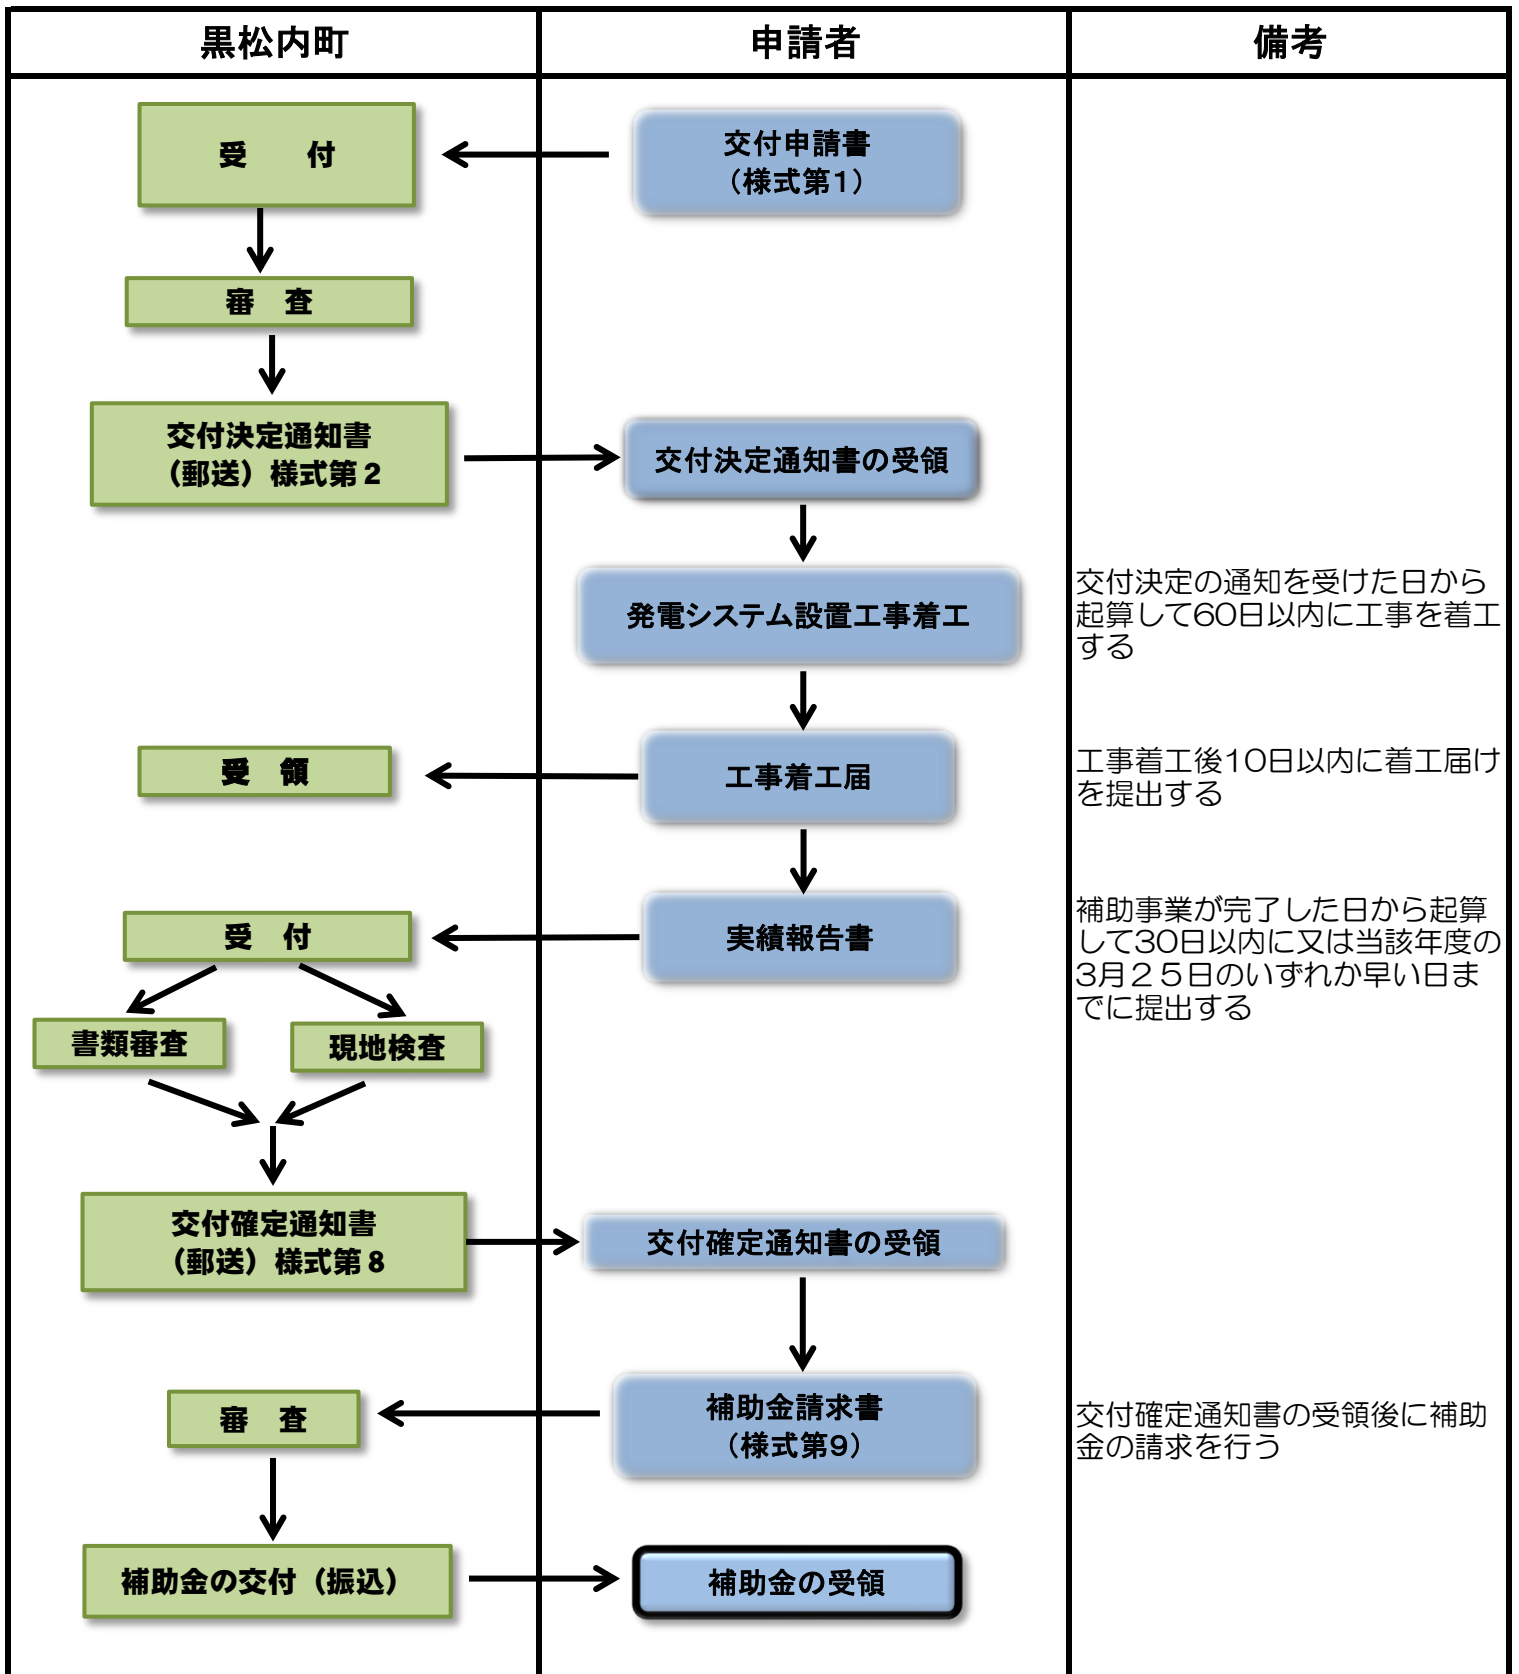 黒松内町
申請者
備考
受　　付
交付申請書
（様式第１）
審　査
交付決定通知書
（郵送）様式第２
交付決定通知書の受領
発電システム設置工事着工
交付決定の通知を受けた日から
起算して60日以内に工事を着工
する
受　領
工事着工届
工事着工後10日以内に着工届け
を提出する
受　付
実績報告書
補助事業が完了した日から起算
して30日以内に又は当該年度の
3月２５日のいずれか早い日ま
でに提出する
書類審査
現地検査
交付確定通知書
（郵送）様式第８
交付確定通知書の受領
審　査
補助金請求書
（様式第９）
交付確定通知書の受領後に補助
金の請求を行う
補助金の交付（振込）
補助金の受領